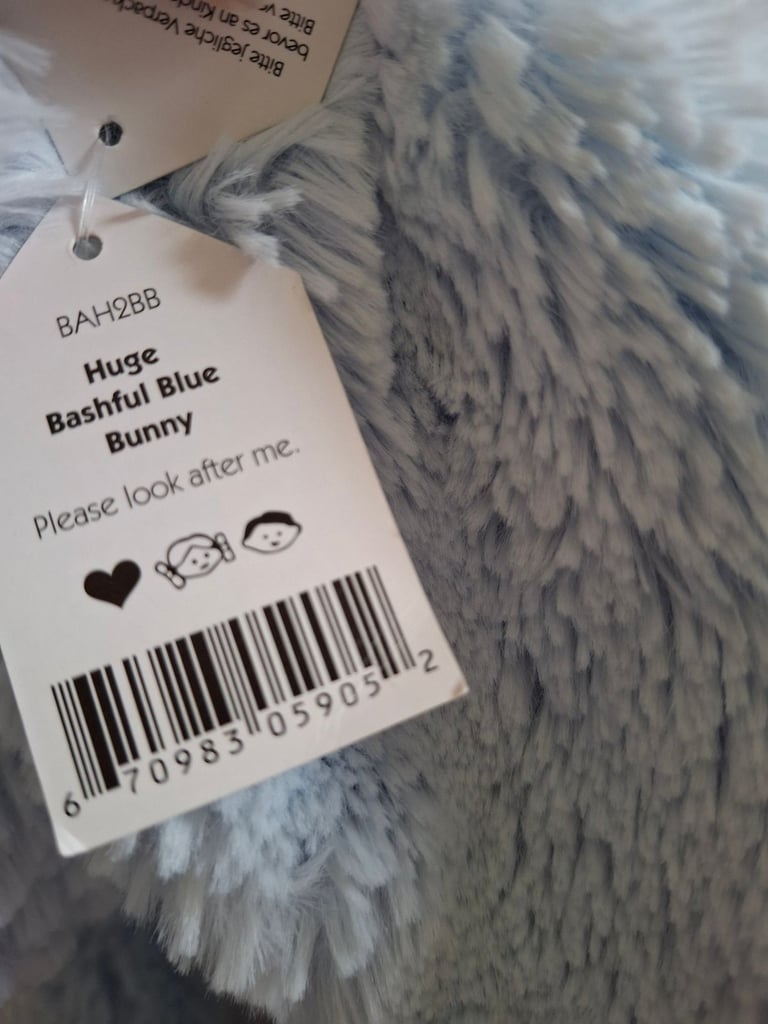 Bitte jegliche Verpack
bevor es an Kind
Bitte
BAH2BB
Huge
Bashful Blue
Bunny
Please look after me.
6 70983 05905 2